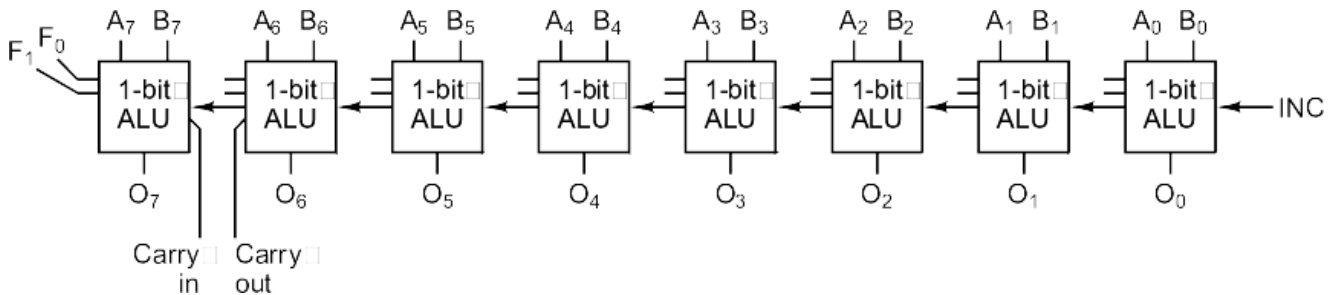 A7 B7 A6 B6 A5 B5 A4 B4 A3 B3 A2 B2 A1 B1 A0 B0
F1 F0
1-bit 1-bit 1-bit 1-bit 1-bit 1-bit 1-bit 1-bit
ALU ALU ALU ALU ALU ALU ALU ALU INC
O7 O6 O5 O4 O3 O2 O1 O0
Carry Carry
in out